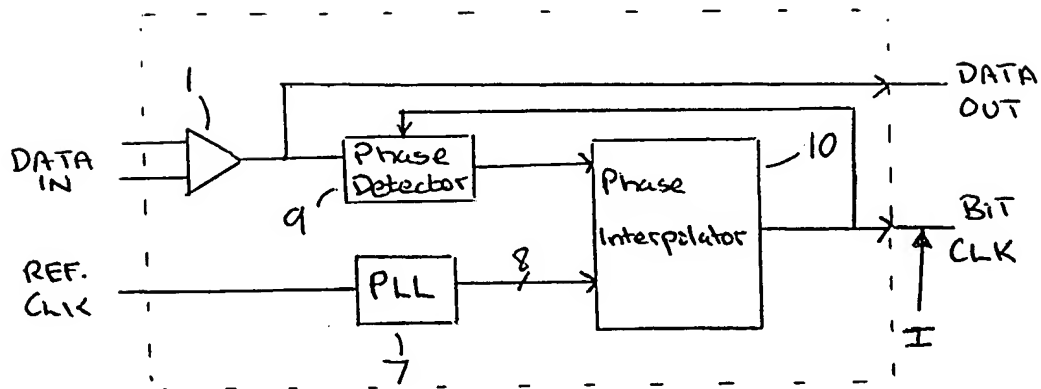 1
DATA
IN
Phase
Detector
9
REF.
CLK
PLL
7
8
Phase
Interpolator
10
DATA
OUT
BiT
CLK
I